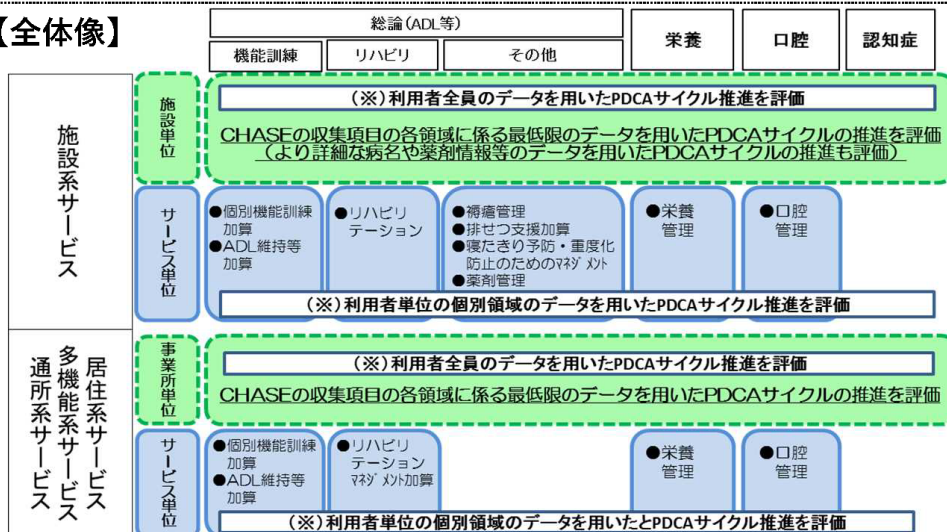 【全体像】
総論(ADL等)
機能訓練
リハビリ
その他
栄養
口腔
認知症
施設系サービス
施設単位
(※)利用者全員のデータを用いたPDCAサイクル推進を評価
CHASEの収集項目の各領域に係る最低限のデータを用いたPDCAサイクルの推進を評価
(より詳細な病名や薬剤情報等のデータを用いたPDCAサイクルの推進も評価)
サービス単位
●個別機能訓練
加算
●ADL維持等
加算
●リハビリ
テーション
●褥瘡管理
●排せつ支援加算
●寝たきり予防・重度化
防止のためのマネジメント
●薬剤管理
●栄養
管理
●口腔
管理
(※)利用者単位の個別領域のデータを用いたPDCAサイクル推進を評価
居住系サービス
多機能系サービス
通所系サービス
事業所単位
(※)利用者全員のデータを用いたPDCAサイクル推進を評価
CHASEの収集項目の各領域に係る最低限のデータを用いたPDCAサイクルの推進を評価
サービス単位
●個別機能訓練
加算
●ADL維持等
加算
●リハビリ
テーション
マネジメント加算
●栄養
管理
●口腔
管理
(※)利用者単位の個別領域のデータを用いたとPDCAサイクル推進を評価